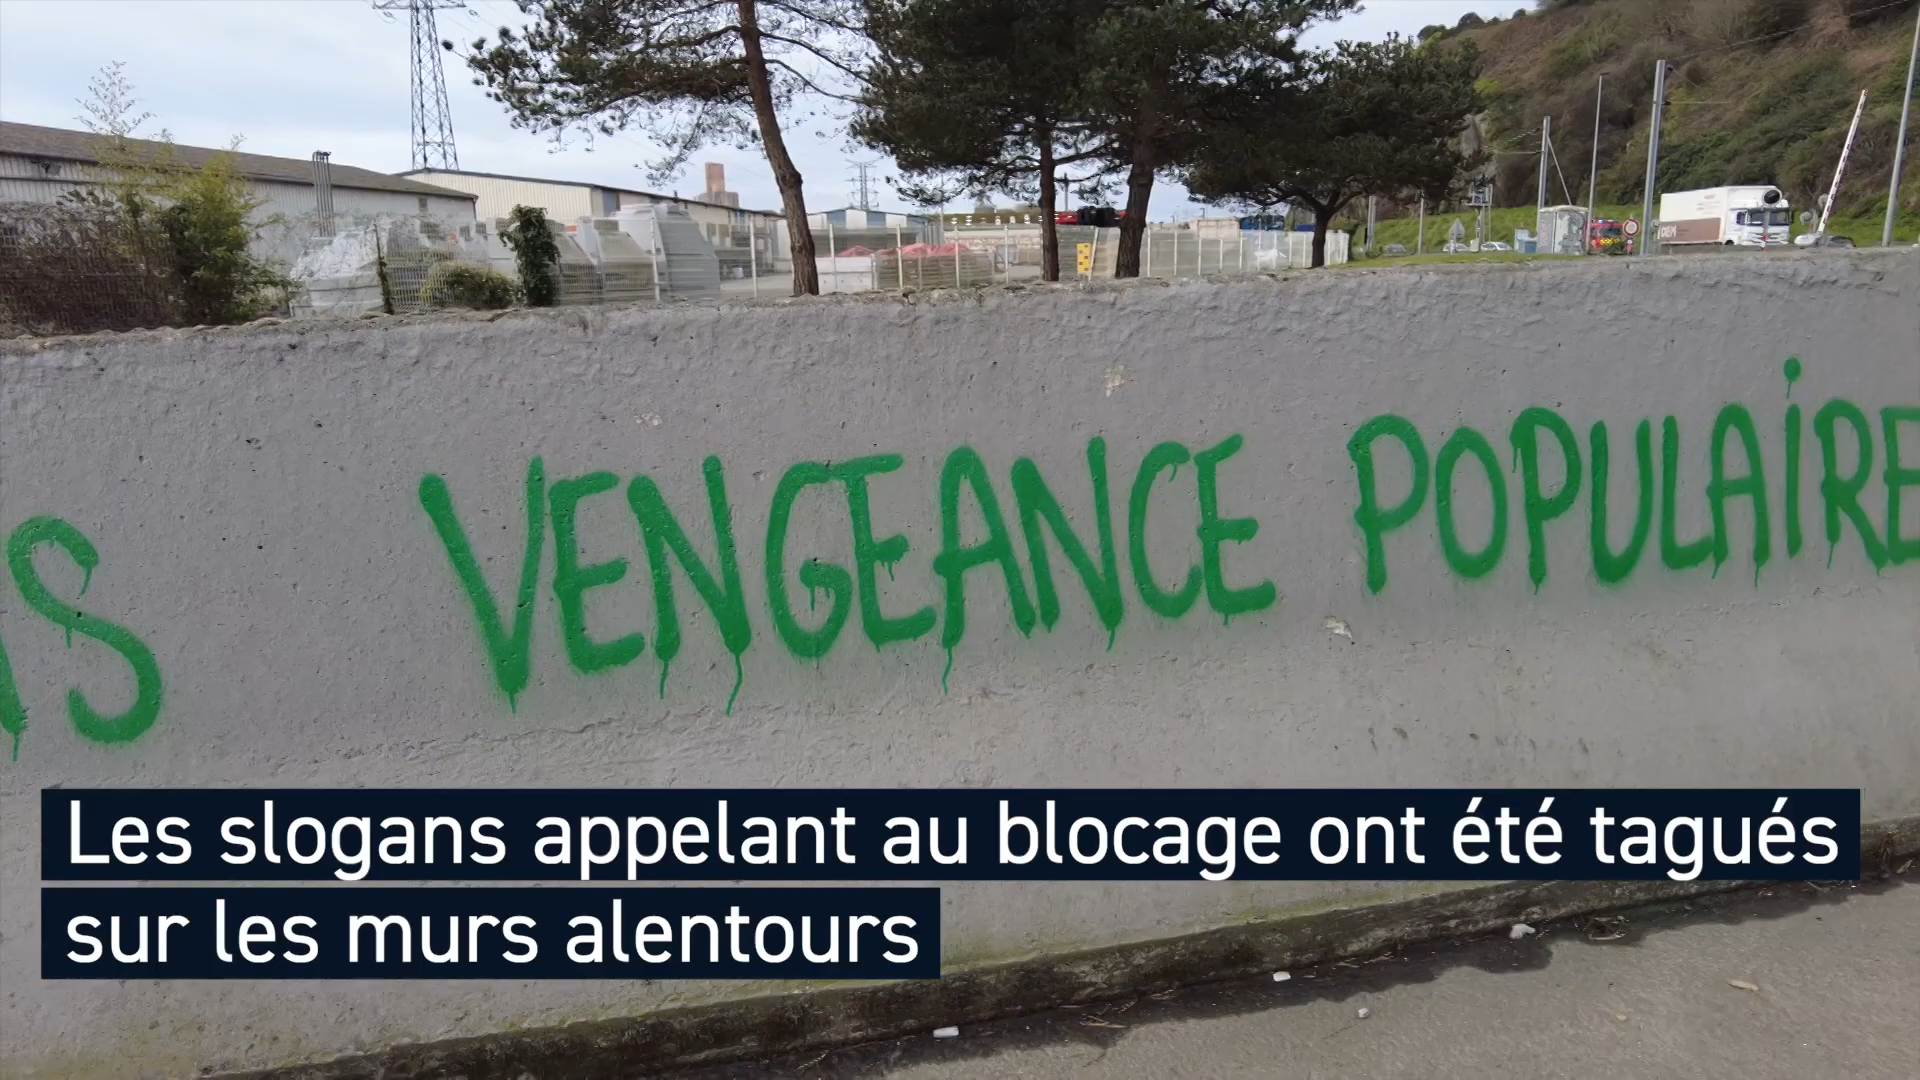 VENGEANCE POPULAiRE
Les slogans appelant au blocage ont été tagués
sur les murs alentours